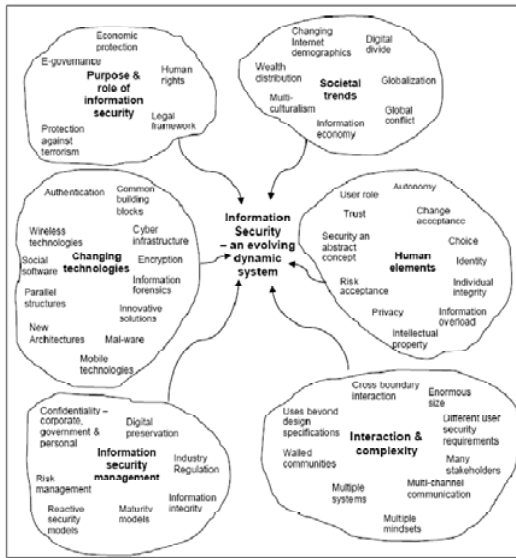 Economic
protection
E-governance
Purpose &
role of
information
security
Human
rights
Legal
framework
Protection
against
terrorism
Changing
Internet
demographics
Digital
divide
Wealth
distribution
Societal
trends
Globalization
Multi-
culturalism
Information
economy
Global
conflict
Information
Security
– an evolving
dynamic
system
Authentication
Common
building
blocks
Wireless
technologies
Cyber
infrastructure
Social
software
Changing
technologies
Encryption
Parallel
structures
Information
forensics
Innovative
solutions
New
Architectures
Mal-ware
Mobile
technologies
User role
Autonomy
Trust
Change
acceptance
Security an
abstract
concept
Human
elements
Choice
Identity
Risk
acceptance
Individual
integrity
Privacy
Information
overload
Intellectual
property
Confidentiality –
corporate,
government &
personal
Digital
preservation
Information
security
management
Industry
Regulation
Risk
management
Information
integrity
Reactive
security
models
Maturity
models
Cross boundary
interaction
Enormous
size
Uses beyond
design
specifications
Different user
security
requirements
Interaction &
complexity
Walled
communities
Many
stakeholders
Multiple
systems
Multi-channel
communication
Multiple
mindsets